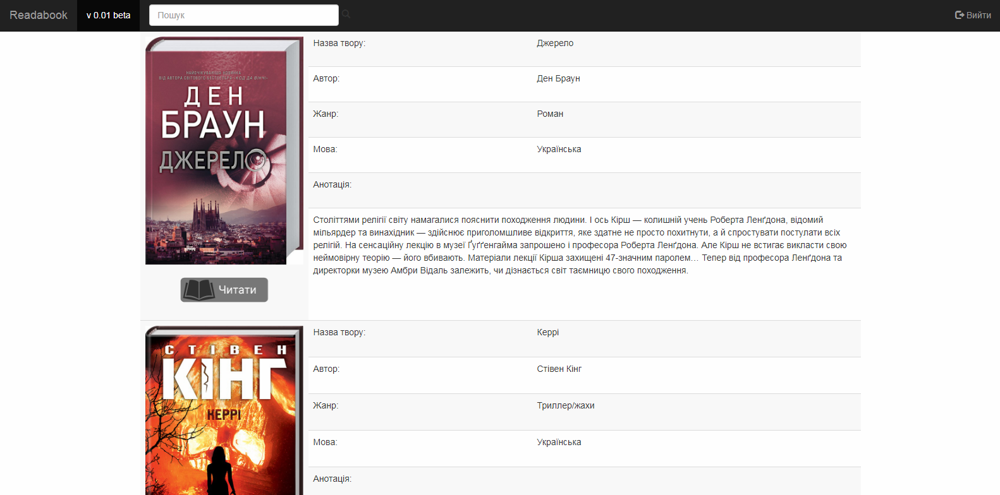 Readabook
v 0.01 beta
Пошук
Вийти
НАЙОЧІКУВАНІША НОВИНКА
ВІД АВТОРА СВІТОВОГО БЕСТСЕЛЕРА «КОД ДА ВІНЧІ»
ДЕН
БРАУН
ДЖЕРЕЛО
Читати
Назва твору: Джерело
Автор: Ден Браун
Жанр: Роман
Мова: Українська
Анотація:
Століттями релігії світу намагалися пояснити походження людини. І ось Кірш — колишній учень Роберта Ленґдона, відомий
мільярдер та винахідник — здійснює приголомшливе відкриття, яке здатне не просто похитнути, а й спростувати постулати всіх
релігій. На сенсаційну лекцію в музеї Ґуґґенгайма запрошено і професора Роберта Ленґдона. Але Кірш не встигає викласти свою
неймовірну теорію — його вбивають. Матеріали лекції Кірша захищені 47-значним паролем… Тепер від професора Ленґдона та
директорки музею Амбри Відаль залежить, чи дізнається світ таємницю свого походження.
СТІВЕН
КІНГ
КЕРРІ
Назва твору: Керрі
Автор: Стівен Кінг
Жанр: Триллер/жахи
Мова: Українська
Анотація: